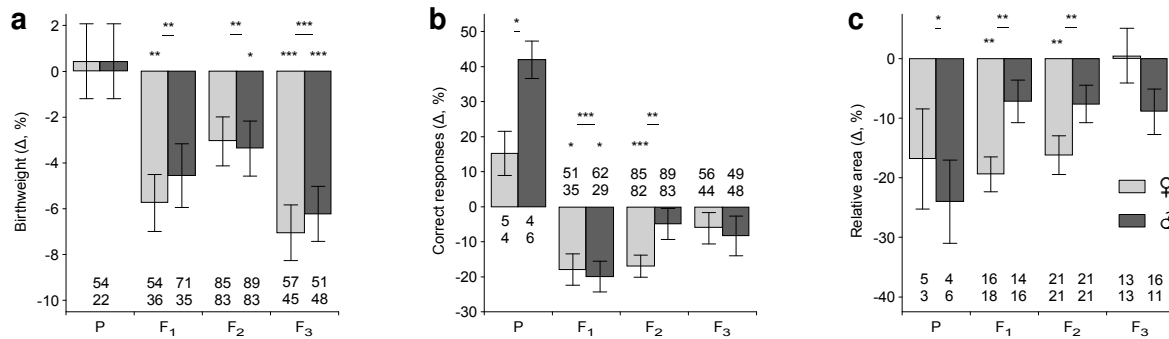 a
Birthweight (Δ, %)
2
0
-2
-4
-6
-8
-10
** ** ***
** * *** ***
54 54 71 85 89 57 51
22 36 35 83 83 45 48
P F1 F2 F3
b
Correct responses (Δ, %)
50
40
30
20
10
0
-10
-20
-30
*
*** **
* * ***
51 62 85 89 56 49
35 29 82 83 44 48
5 4
4 6
P F1 F2 F3
c
Relative area (Δ, %)
0
-10
-20
-30
-40
* ** **
** **
♀
♂
5 4 16 14 21 21 13 16
3 6 18 16 21 21 13 11
P F1 F2 F3